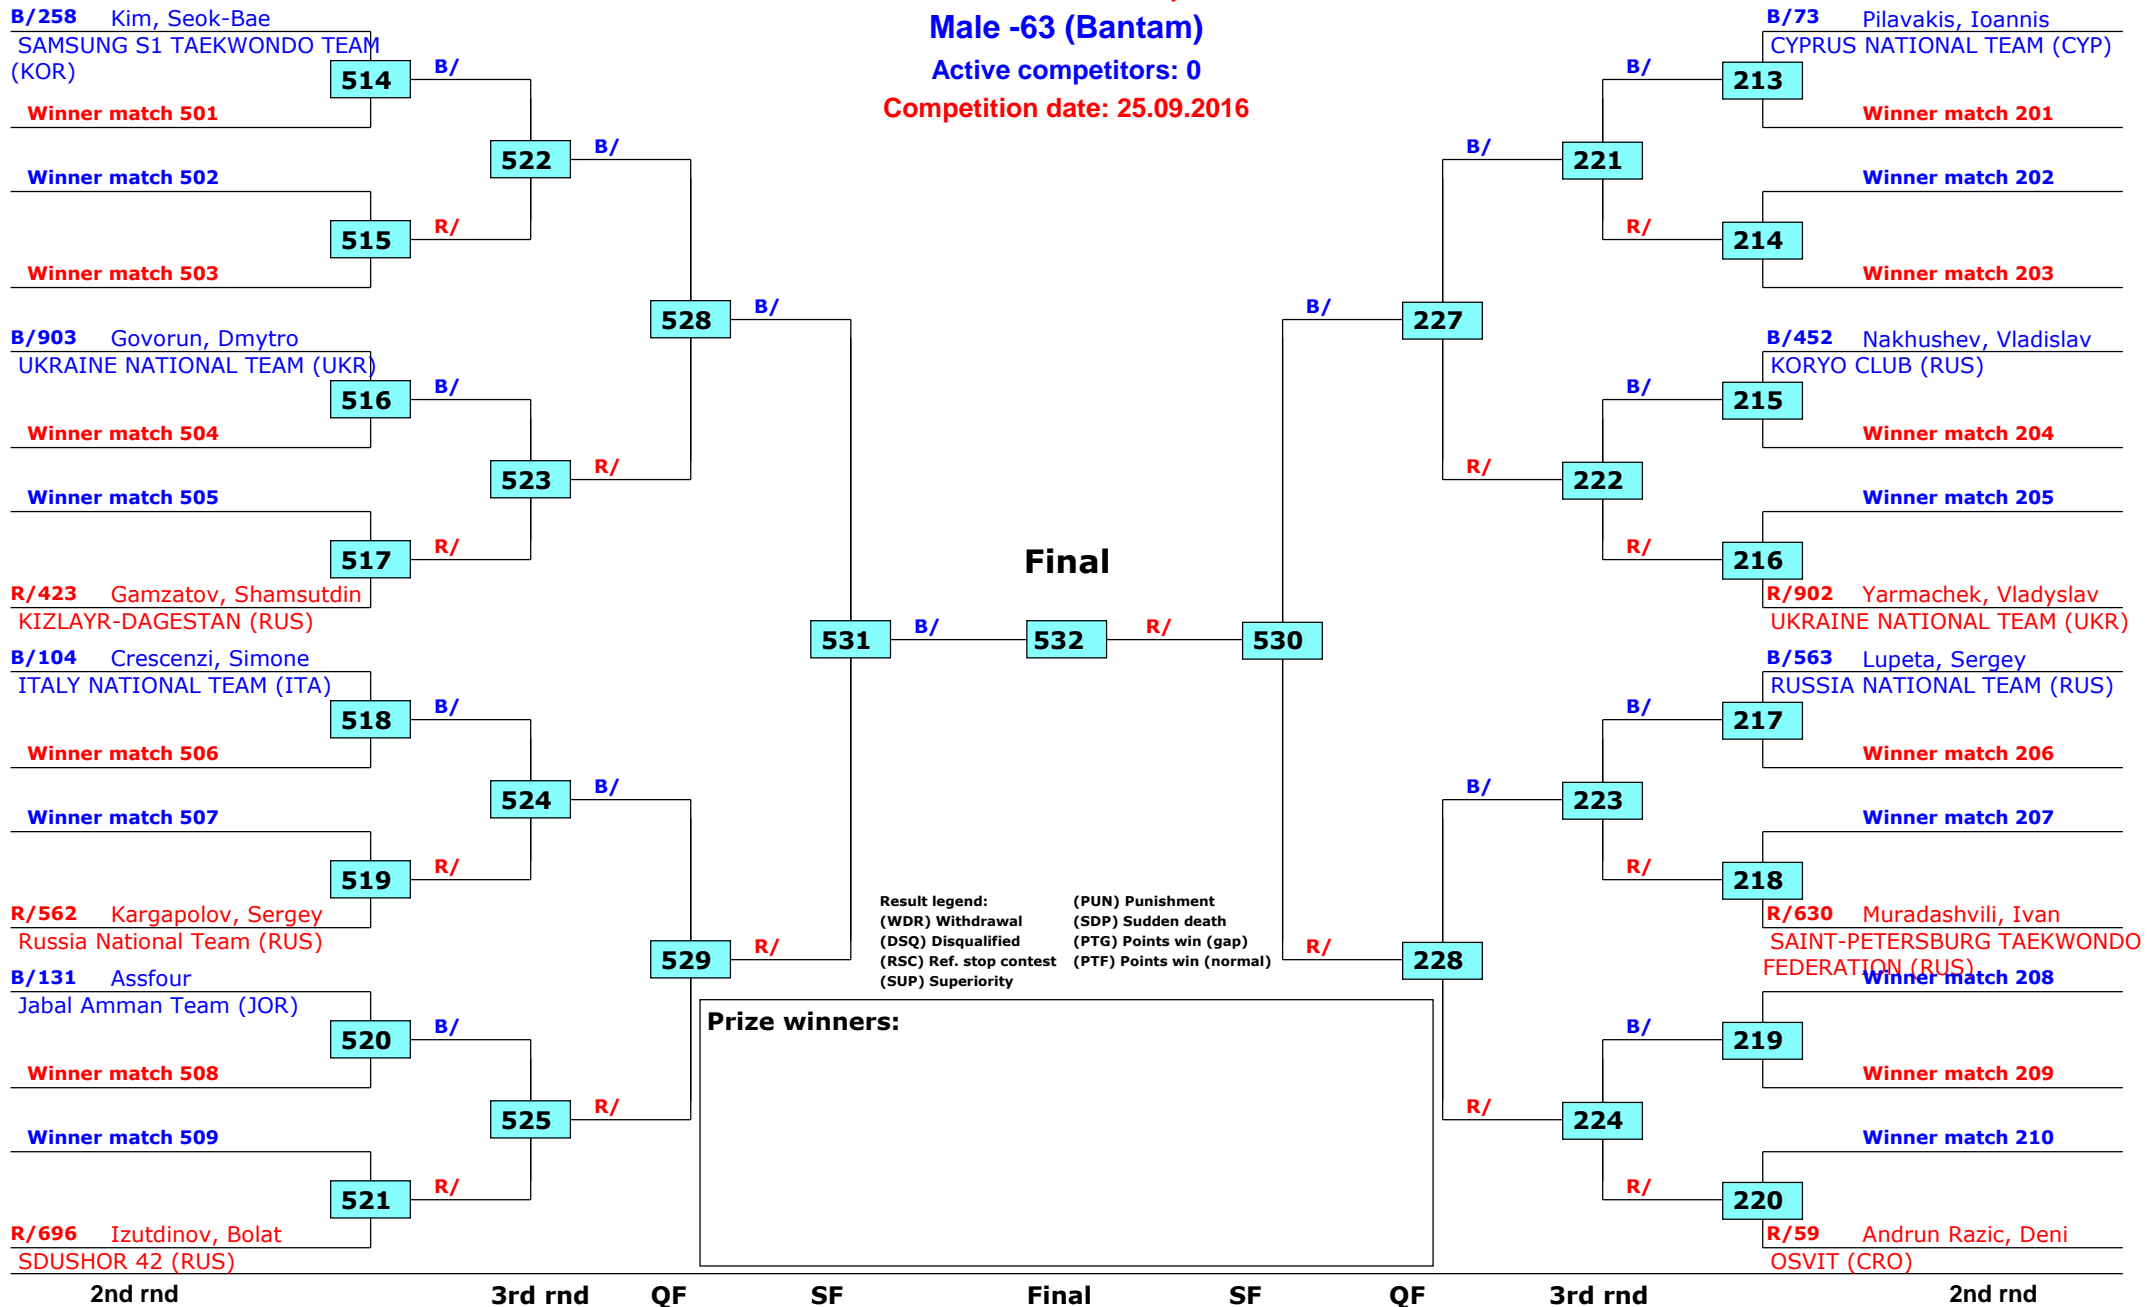 Male -63 (Bantam)
Active competitors: 0
Competition date: 25.09.2016
B/258 Kim, Seok-Bae
SAMSUNG S1 TAEKWONDO TEAM
(KOR)
514
B/
Winner match 501
522
B/
Winner match 502
515
R/
Winner match 503
528
B/
B/903 Govorun, Dmytro
UKRAINE NATIONAL TEAM (UKR)
516
B/
Winner match 504
523
R/
Winner match 505
517
R/
R/423 Gamzatov, Shamsutdin
KIZLAYR-DAGESTAN (RUS)
531
B/
B/104 Crescenzi, Simone
ITALY NATIONAL TEAM (ITA)
518
B/
Winner match 506
524
B/
Winner match 507
519
R/
R/562 Kargapolov, Sergey
Russia National Team (RUS)
529
R/
B/131 Assfour
Jabal Amman Team (JOR)
520
B/
Winner match 508
525
R/
Winner match 509
521
R/
R/696 Izutdinov, Bolat
SDUSHOR 42 (RUS)
Final
532
R/
530
B/73 Pilavakis, Ioannis
CYPRUS NATIONAL TEAM (CYP)
B/
213
Winner match 201
B/
221
Winner match 202
R/
214
Winner match 203
B/
227
B/452 Nakhushev, Vladislav
KORYO CLUB (RUS)
B/
215
Winner match 204
R/
222
Winner match 205
R/
216
R/902 Yarmachek, Vladyslav
UKRAINE NATIONAL TEAM (UKR)
B/563 Lupeta, Sergey
RUSSIA NATIONAL TEAM (RUS)
B/
217
Winner match 206
B/
223
Winner match 207
R/
218
R/630 Muradashvili, Ivan
SAINT-PETERSBURG TAEKWONDO
FEDERATION (RUS)
R/
228
Winner match 208
B/
219
Winner match 209
R/
224
Winner match 210
R/
220
R/59 Andrun Razic, Deni
OSVIT (CRO)
Result legend: (PUN) Punishment
(WDR) Withdrawal (SDP) Sudden death
(DSQ) Disqualified (PTG) Points win (gap)
(RSC) Ref. stop contest (PTF) Points win (normal)
(SUP) Superiority
Prize winners:
2nd rnd 3rd rnd QF SF Final SF QF 3rd rnd 2nd rnd